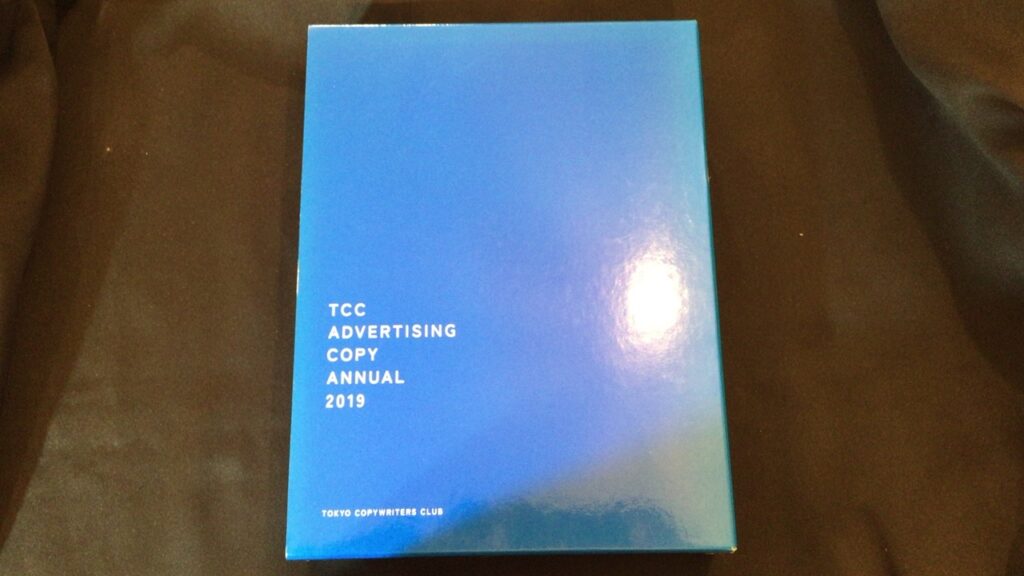 TCC
ADVERTISING
COPY
ANNUAL
2019
TOKYO COPYWRITERS CLUB